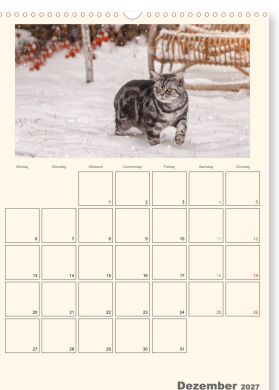 Montag Dienstag Mittwoch Donnerstag Freitag Samstag Sonntag
1 2 3 4 5
6 7 8 9 10 11 12
13 14 15 16 17 18 19
20 21 22 23 24 25 26
27 28 29 30 31
Dezember 2027